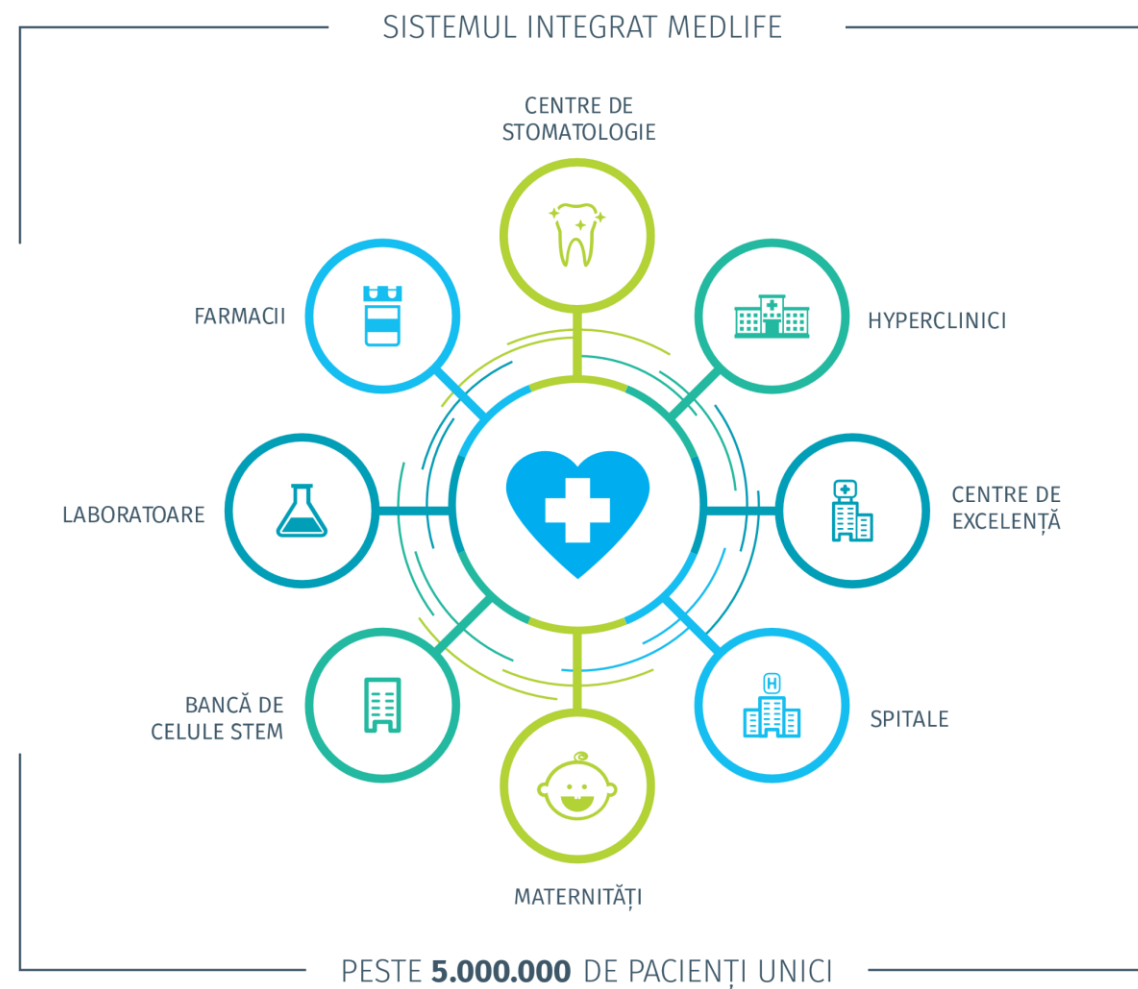 SISTEMUL INTEGRAT MEDLIFE
CENTRE DE
STOMATOLOGIE
FARMACII
HYPERCLINICI
LABORATOARE
CENTRE DE
EXCELENȚĂ
BANCĂ DE
CELULE STEM
H
SPITALE
MATERNITĂȚI
PESTE 5.000.000 DE PACIENȚI UNICI